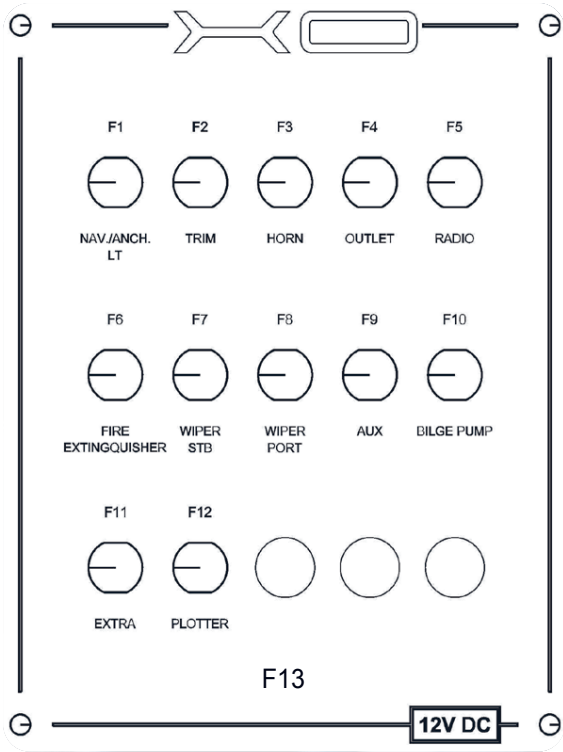 F1 F2 F3 F4 F5
NAV./ANCH. TRIM HORN OUTLET RADIO
LT
F6 F7 F8 F9 F10
FIRE WIPER WIPER AUX BILGE PUMP
EXTINGQUISHER STB PORT
F11 F12
EXTRA PLOTTER
F13
12V DC